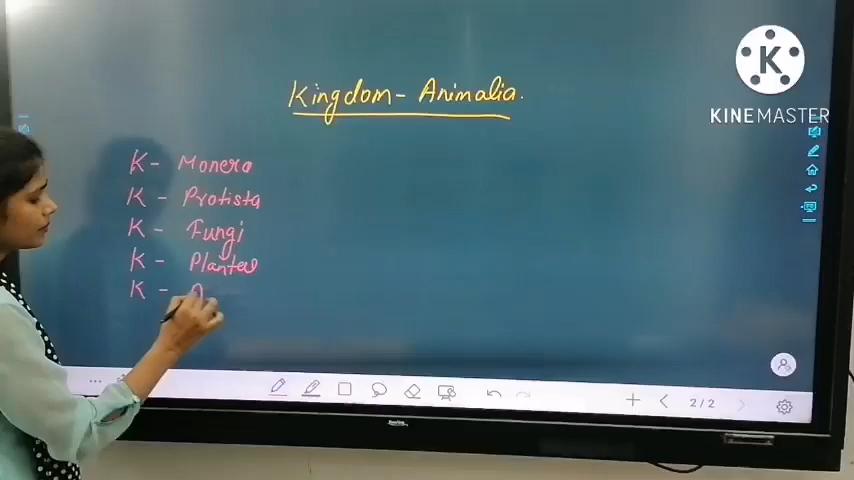 Kingdom - Animalia.
K
KINEMASTER
K - Monera
K - Protista
K - Fungi
K - Plantae
K -
2/2